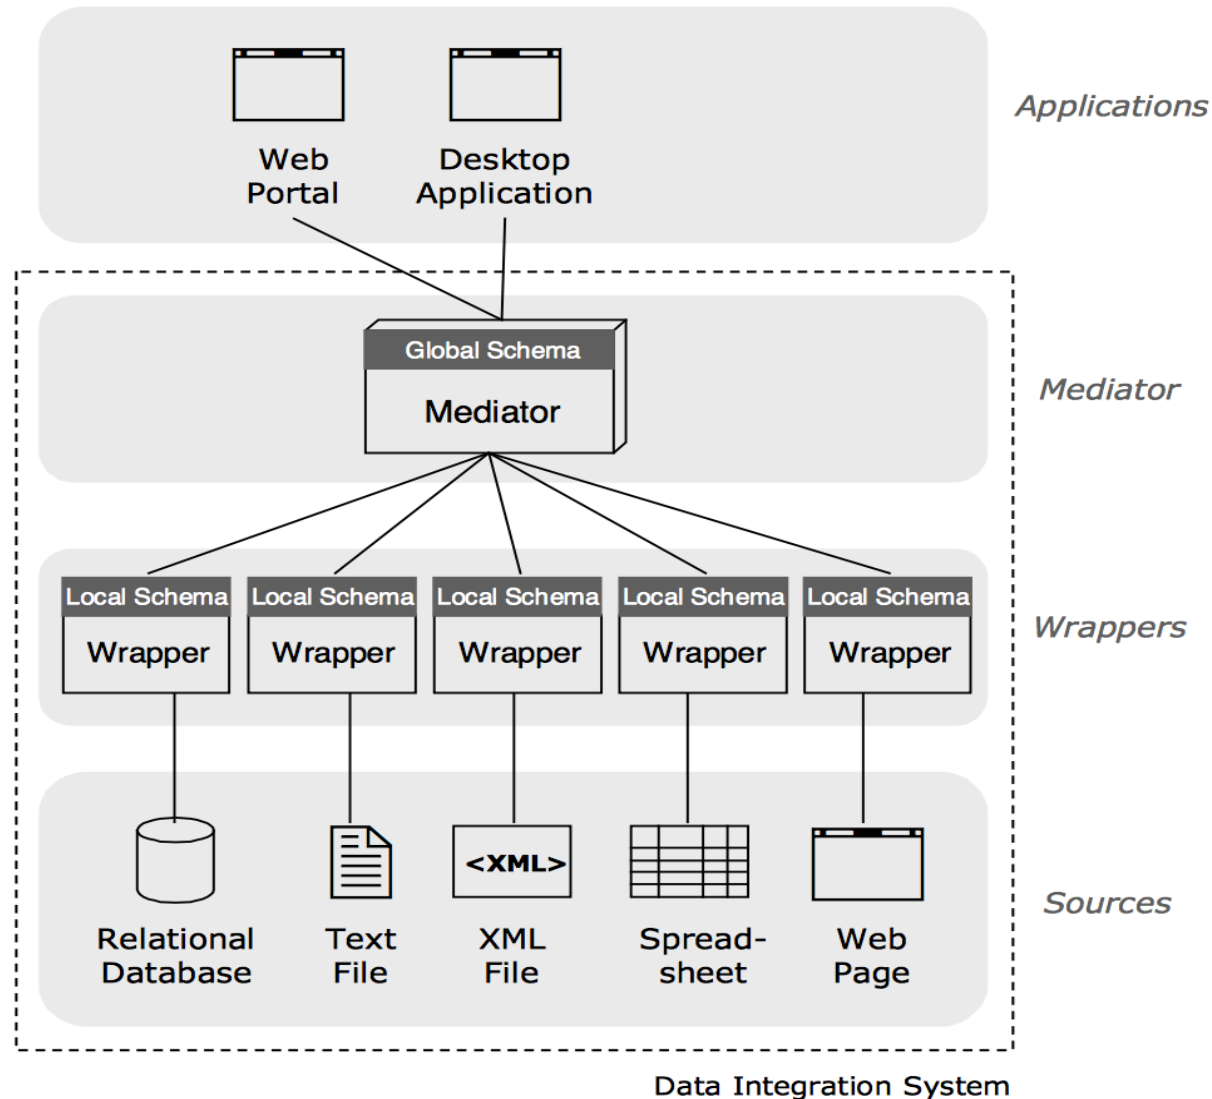 Applications
Web
Portal
Desktop
Application
Global Schema
Mediator
Mediator
Local Schema
Wrapper
Local Schema
Wrapper
Local Schema
Wrapper
Local Schema
Wrapper
Local Schema
Wrapper
Wrappers
<XML>
Relational
Database
Text
File
XML
File
Spread-
sheet
Web
Page
Sources
Data Integration System